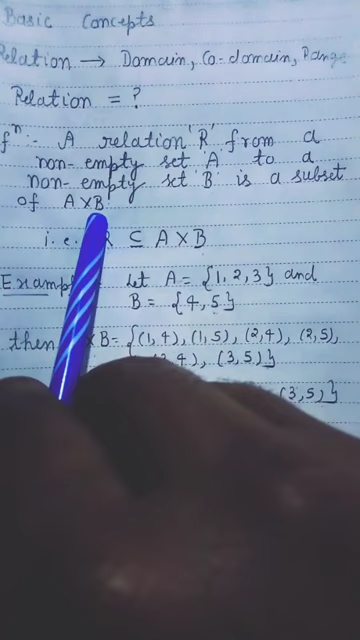 Basic Concepts
Relation → Domain, Co-domain, Range
Relation = ?
fⁿ:- A relation 'R' from a
non-empty set 'A' to a
non-empty set 'B' is a subset
of A×B
i.e. R ⊆ A×B
Example Let A = {1,2,3} and
B = {4,5}
then ×B = {(1,4), (1,5), (2,4), (2,5),
4), (3,5)}
(3,5)}